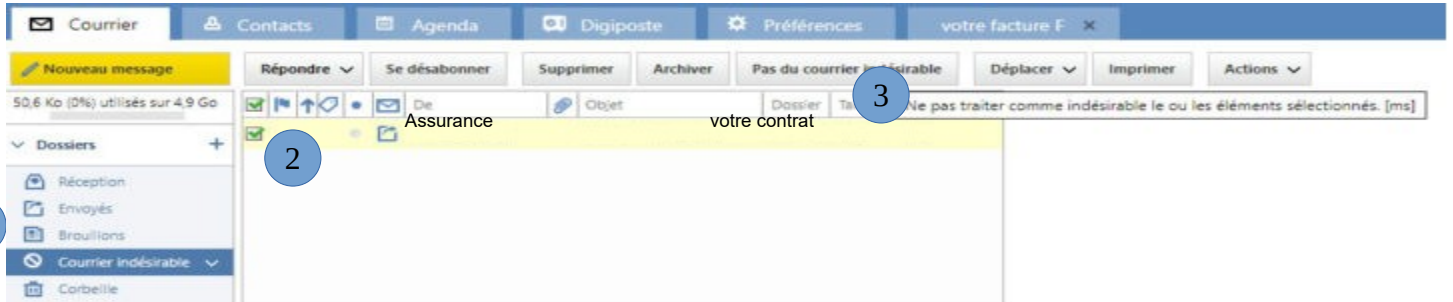 Courrier Contacts Agenda Digiposte Préférences votre facture F ×
Nouveau message Répondre Se désabonner Supprimer Archiver Pas du courrier indésirable Déplacer Imprimer Actions
50,6 Ko (0%) utilisés sur 4,9 Go De Objet Dossier 3 Ne pas traiter comme indésirable le ou les éléments sélectionnés. [ms]
Assurance votre contrat
Dossiers + 2
Réception
Envoyés
Brouillons
Courrier indésirable
Corbeille